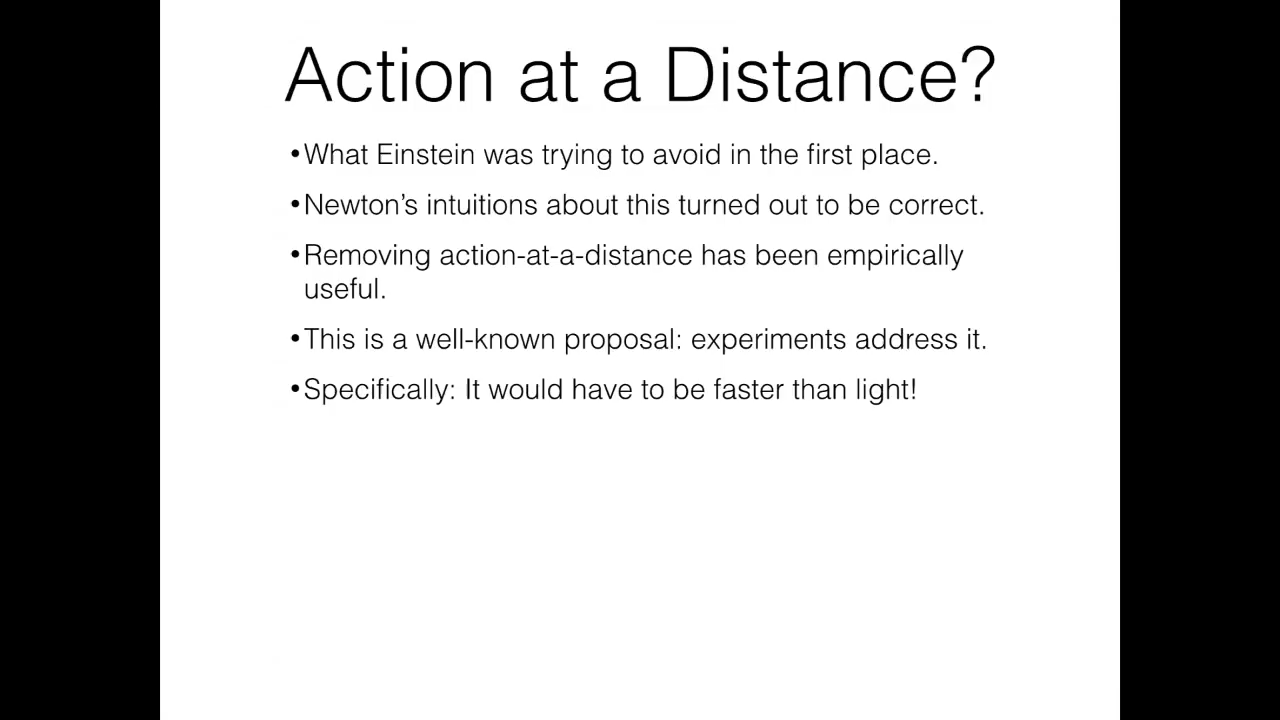 Action at a Distance?
•What Einstein was trying to avoid in the first place.
•Newton’s intuitions about this turned out to be correct.
•Removing action-at-a-distance has been empirically
useful.
•This is a well-known proposal: experiments address it.
•Specifically: It would have to be faster than light!